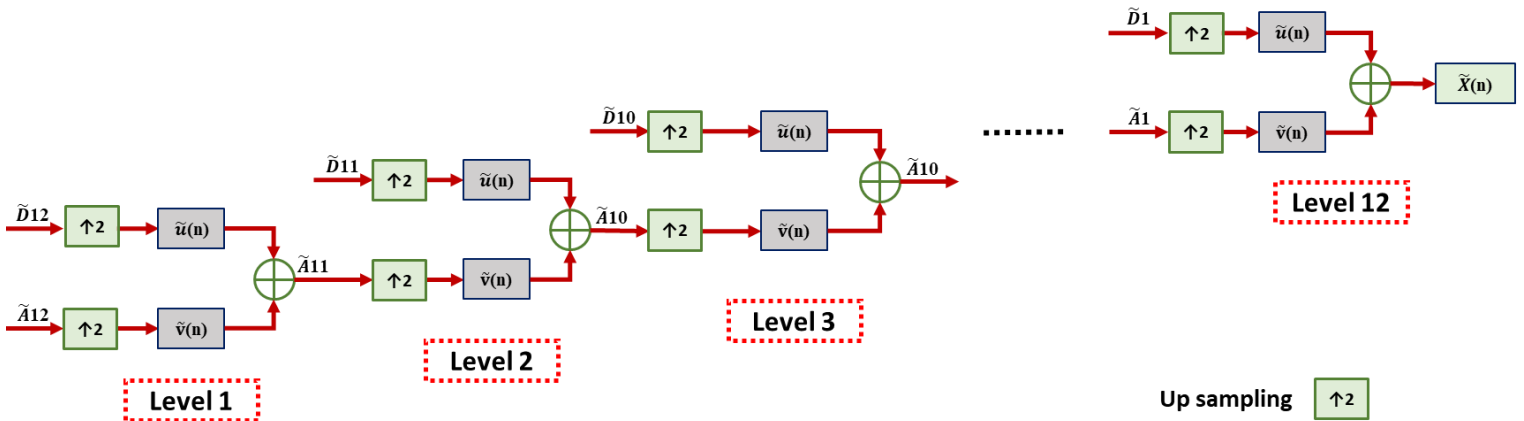 D̃12
↑2
ũ(n)
Ã12
↑2
ṽ(n)
Level 1
Ã11
D̃11
↑2
ũ(n)
↑2
ṽ(n)
Level 2
Ã10
D̃10
↑2
ũ(n)
↑2
ṽ(n)
Level 3
Ã10
D̃1
↑2
ũ(n)
Ã1
↑2
ṽ(n)
X̃(n)
Level 12
Up sampling ↑2